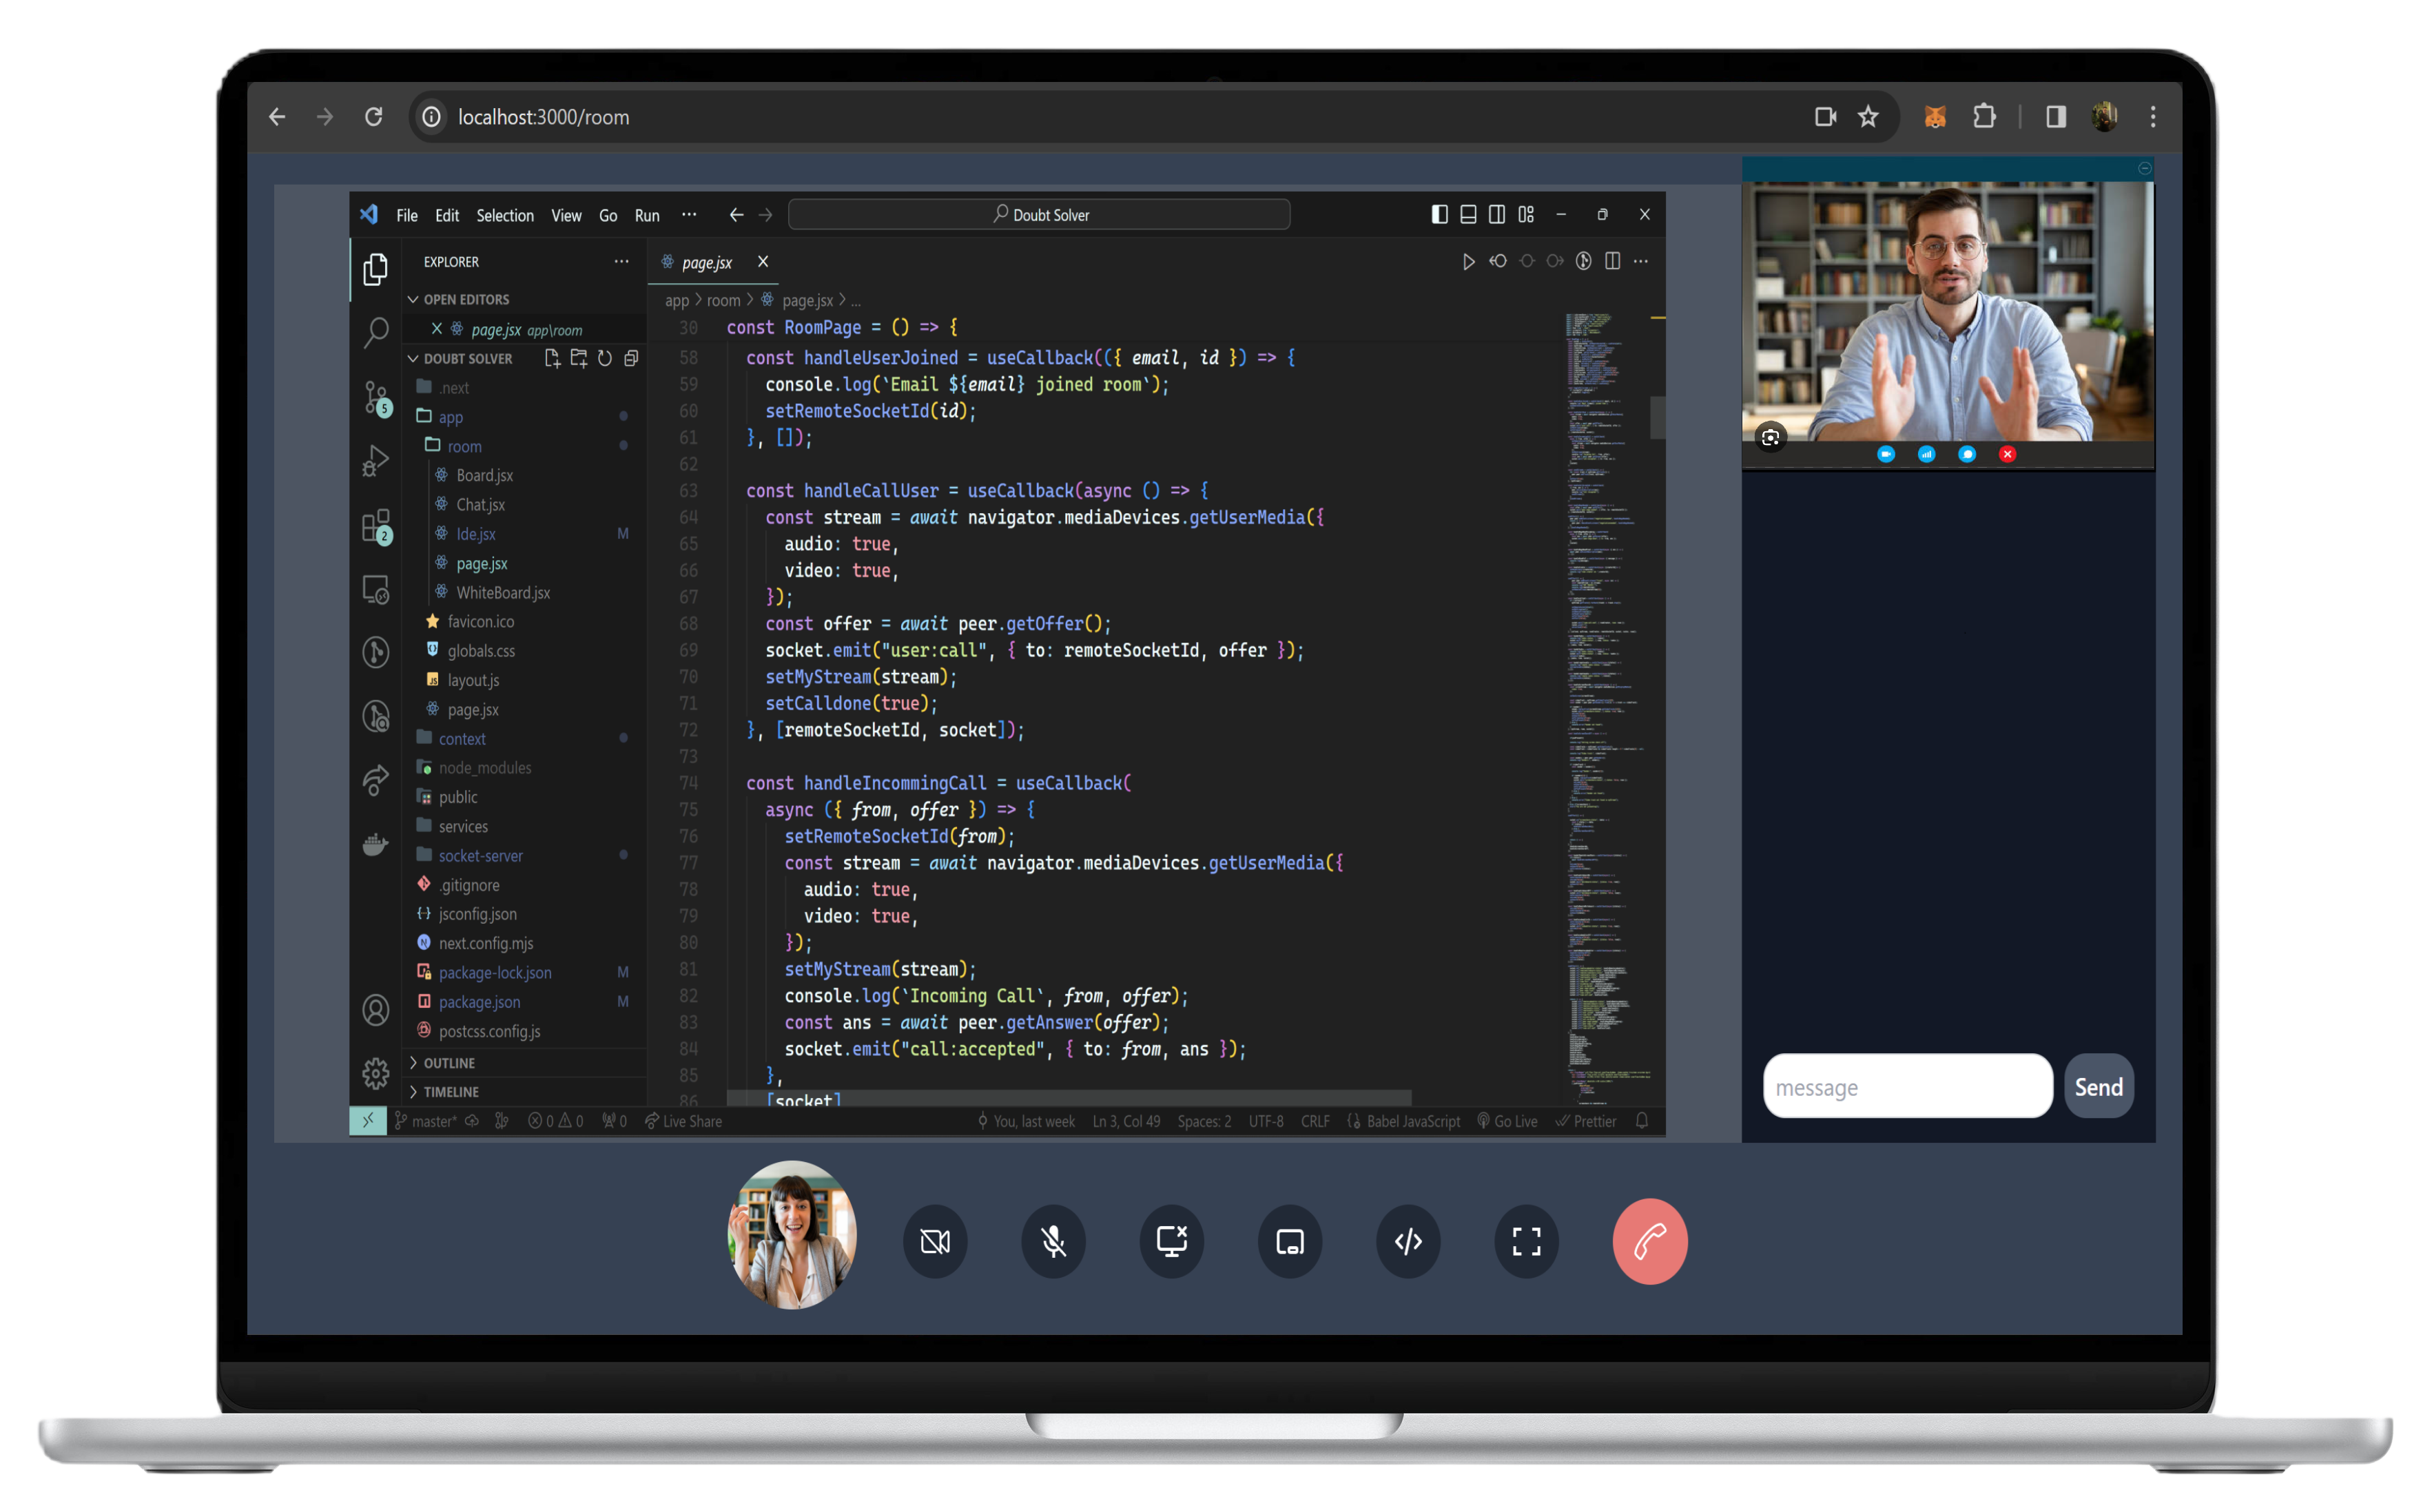 localhost:3000/room
File Edit Selection View Go Run ··· Doubt Solver
EXPLORER ···
OPEN EDITORS
page.jsx app\room
DOUBT SOLVER
.next
app
room
Board.jsx
Chat.jsx
Ide.jsx M
page.jsx
WhiteBoard.jsx
favicon.ico
globals.css
layout.js
page.jsx
context
node_modules
public
services
socket-server
.gitignore
jsconfig.json
next.config.mjs
package-lock.json M
package.json M
postcss.config.js
OUTLINE
TIMELINE
5
2
page.jsx
app > room > page.jsx > ...
30 const RoomPage = () => {
58 const handleUserJoined = useCallback(({ email, id }) => {
59 console.log(`Email ${email} joined room`);
60 setRemoteSocketId(id);
61 }, []);
62
63 const handleCallUser = useCallback(async () => {
64 const stream = await navigator.mediaDevices.getUserMedia({
65 audio: true,
66 video: true,
67 });
68 const offer = await peer.getOffer();
69 socket.emit("user:call", { to: remoteSocketId, offer });
70 setMyStream(stream);
71 setCalldone(true);
72 }, [remoteSocketId, socket]);
73
74 const handleIncommingCall = useCallback(
75 async ({ from, offer }) => {
76 setRemoteSocketId(from);
77 const stream = await navigator.mediaDevices.getUserMedia({
78 audio: true,
79 video: true,
80 });
81 setMyStream(stream);
82 console.log(`Incoming Call`, from, offer);
83 const ans = await peer.getAnswer(offer);
84 socket.emit("call:accepted", { to: from, ans });
85 },
86 [socket]
master* 0 0 0 Live Share You, last week Ln 3, Col 49 Spaces: 2 UTF-8 CRLF Babel JavaScript Go Live Prettier
message Send